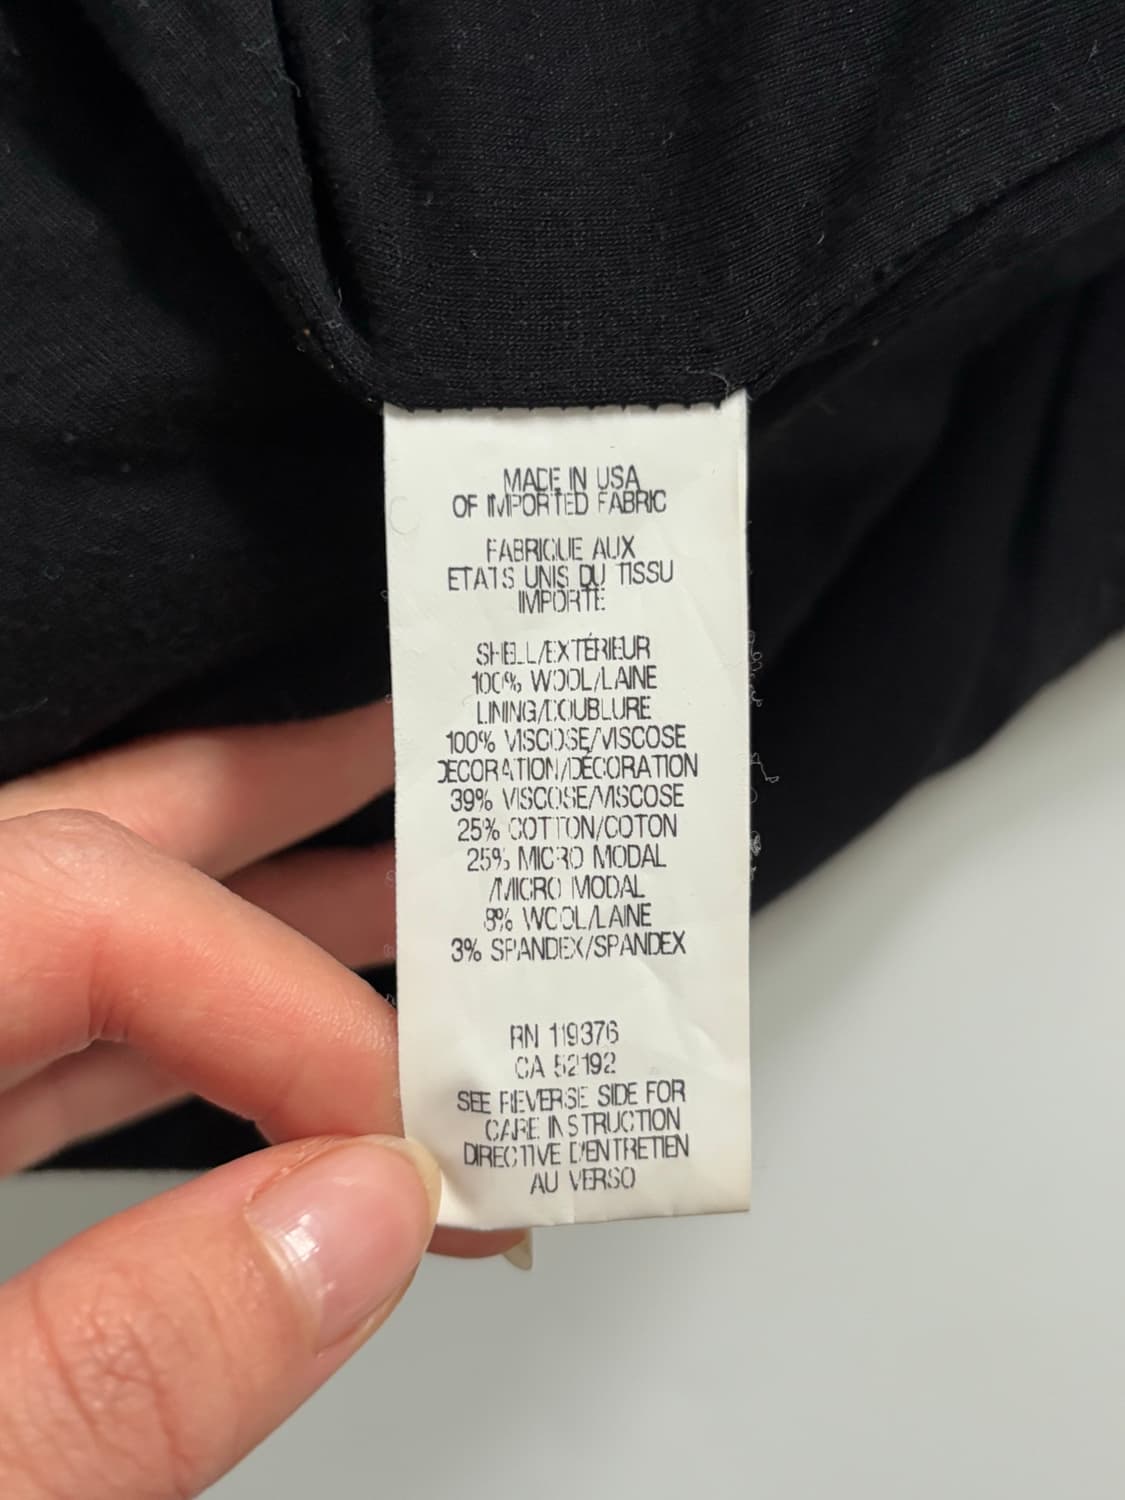 MADE IN USA
OF IMPORTED FABRIC
FABRIQUE AUX
ETATS UNIS DU TISSU
IMPORTE
SHELL/EXTÉRIEUR
100% WOOL/LAINE
LINING/DOUBLURE
100% VISCOSE/VISCOSE
DECORATION/DÉCORATION
39% VISCOSE/VISCOSE
25% COTTON/COTON
25% MICRO MODAL
/MICRO MODAL
8% WOOL/LAINE
3% SPANDEX/SPANDEX
RN 119376
CA 52192
SEE REVERSE SIDE FOR
CARE INSTRUCTION
DIRECTIVE D'ENTRETIEN
AU VERSO